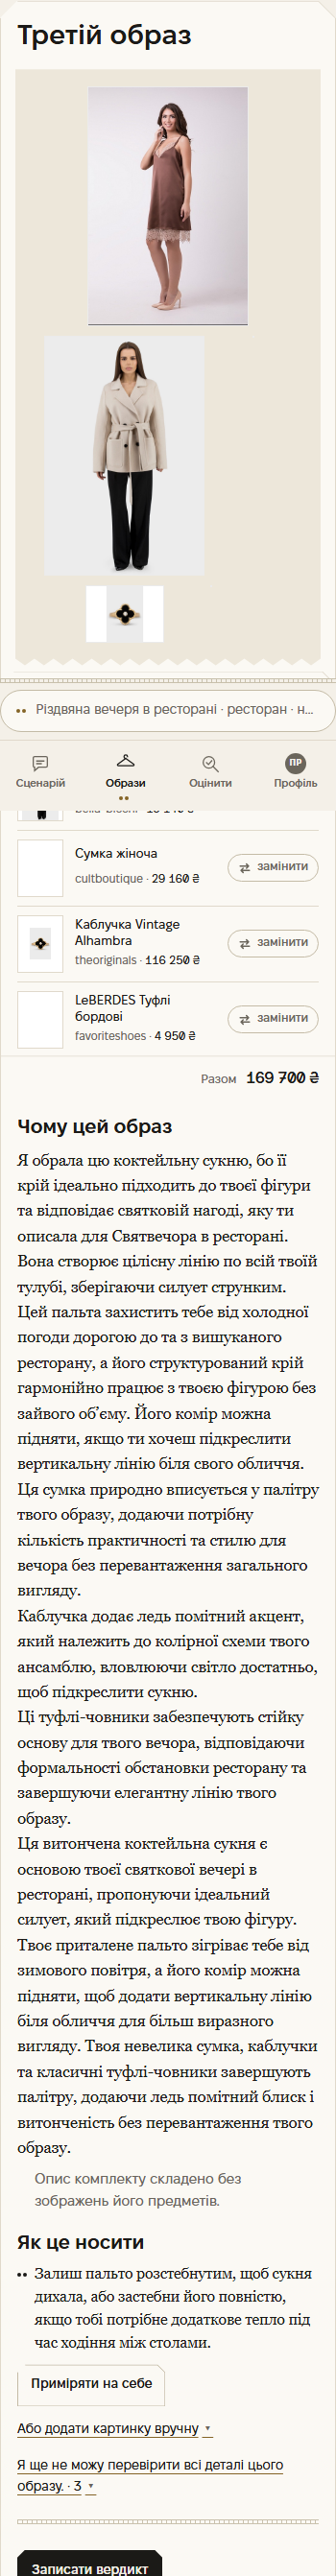 Третій образ
Різдвяна вечеря в ресторані · ресторан · н...
Сценарій
Образи
Оцінити
ПР
Профіль
Сумка жіноча
cultboutique · 29 160 ₴
замінити
Каблучка Vintage
Alhambra
theoriginals · 116 250 ₴
замінити
LeBERDES Туфлі
бордові
favoriteshoes · 4 950 ₴
замінити
Разом 169 700 ₴
Чому цей образ
Я обрала цю коктейльну сукню, бо її
крій ідеально підходить до твоєї фігури
та відповідає святковій нагоді, яку ти
описала для Святвечора в ресторані.
Вона створює цілісну лінію по всій твоїй
тулубі, зберігаючи силует струнким.
Цей пальта захистить тебе від холодної
погоди дорогою до та з вишуканого
ресторану, а його структурований крій
гармонійно працює з твоєю фігурою без
зайвого об’єму. Його комір можна
підняти, якщо ти хочеш підкреслити
вертикальну лінію біля свого обличчя.
Ця сумка природно вписується у палітру
твого образу, додаючи потрібну
кількість практичності та стилю для
вечора без перевантаження загального
вигляду.
Каблучка додає ледь помітний акцент,
який належить до колірної схеми твого
ансамблю, вловлюючи світло достатньо,
щоб підкреслити сукню.
Ці туфлі-човники забезпечують стійку
основу для твого вечора, відповідаючи
формальності обстановки ресторану та
завершуючи елегантну лінію твого
образу.
Ця витончена коктейльна сукня є
основою твоєї святкової вечері в
ресторані, пропонуючи ідеальний
силует, який підкреслює твою фігуру.
Твоє приталене пальто зігріває тебе від
зимового повітря, а його комір можна
підняти, щоб додати вертикальну лінію
біля обличчя для більш виразного
вигляду. Твоя невелика сумка, каблучки
та класичні туфлі-човники завершують
палітру, додаючи ледь помітний блиск і
витонченість без перевантаження твого
образу.
Опис комплекту складено без
зображень його предметів.
Як це носити
Залиш пальто розстебнутим, щоб сукня
дихала, або застебни його повністю,
якщо тобі потрібне додаткове тепло під
час ходіння між столами.
Приміряти на себе
Або додати картинку вручну
Я ще не можу перевірити всі деталі цього
образу. · 3
Записати вердикт